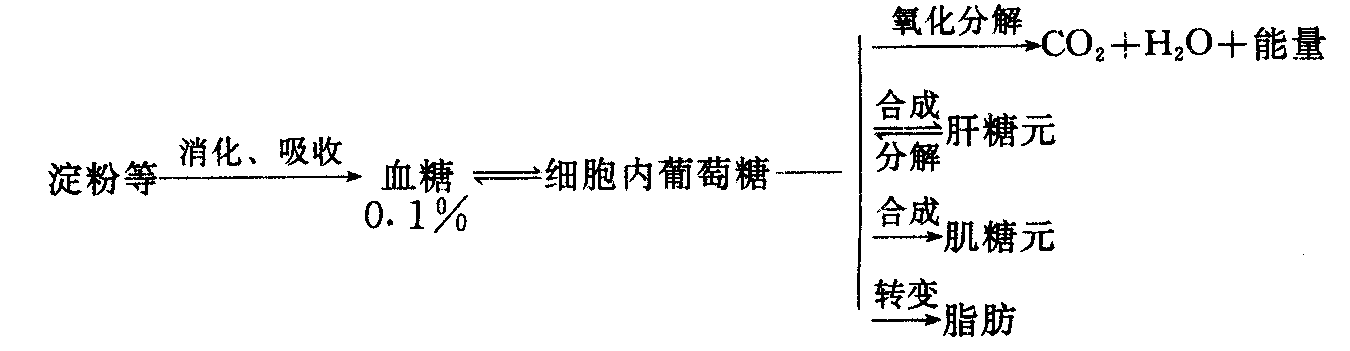 氧化分解
CO₂+H₂O+能量
合成
肝糖元
分解
消化、吸收
淀粉等
血糖
细胞内葡萄糖
0.1%
合成
肌糖元
转变
脂肪